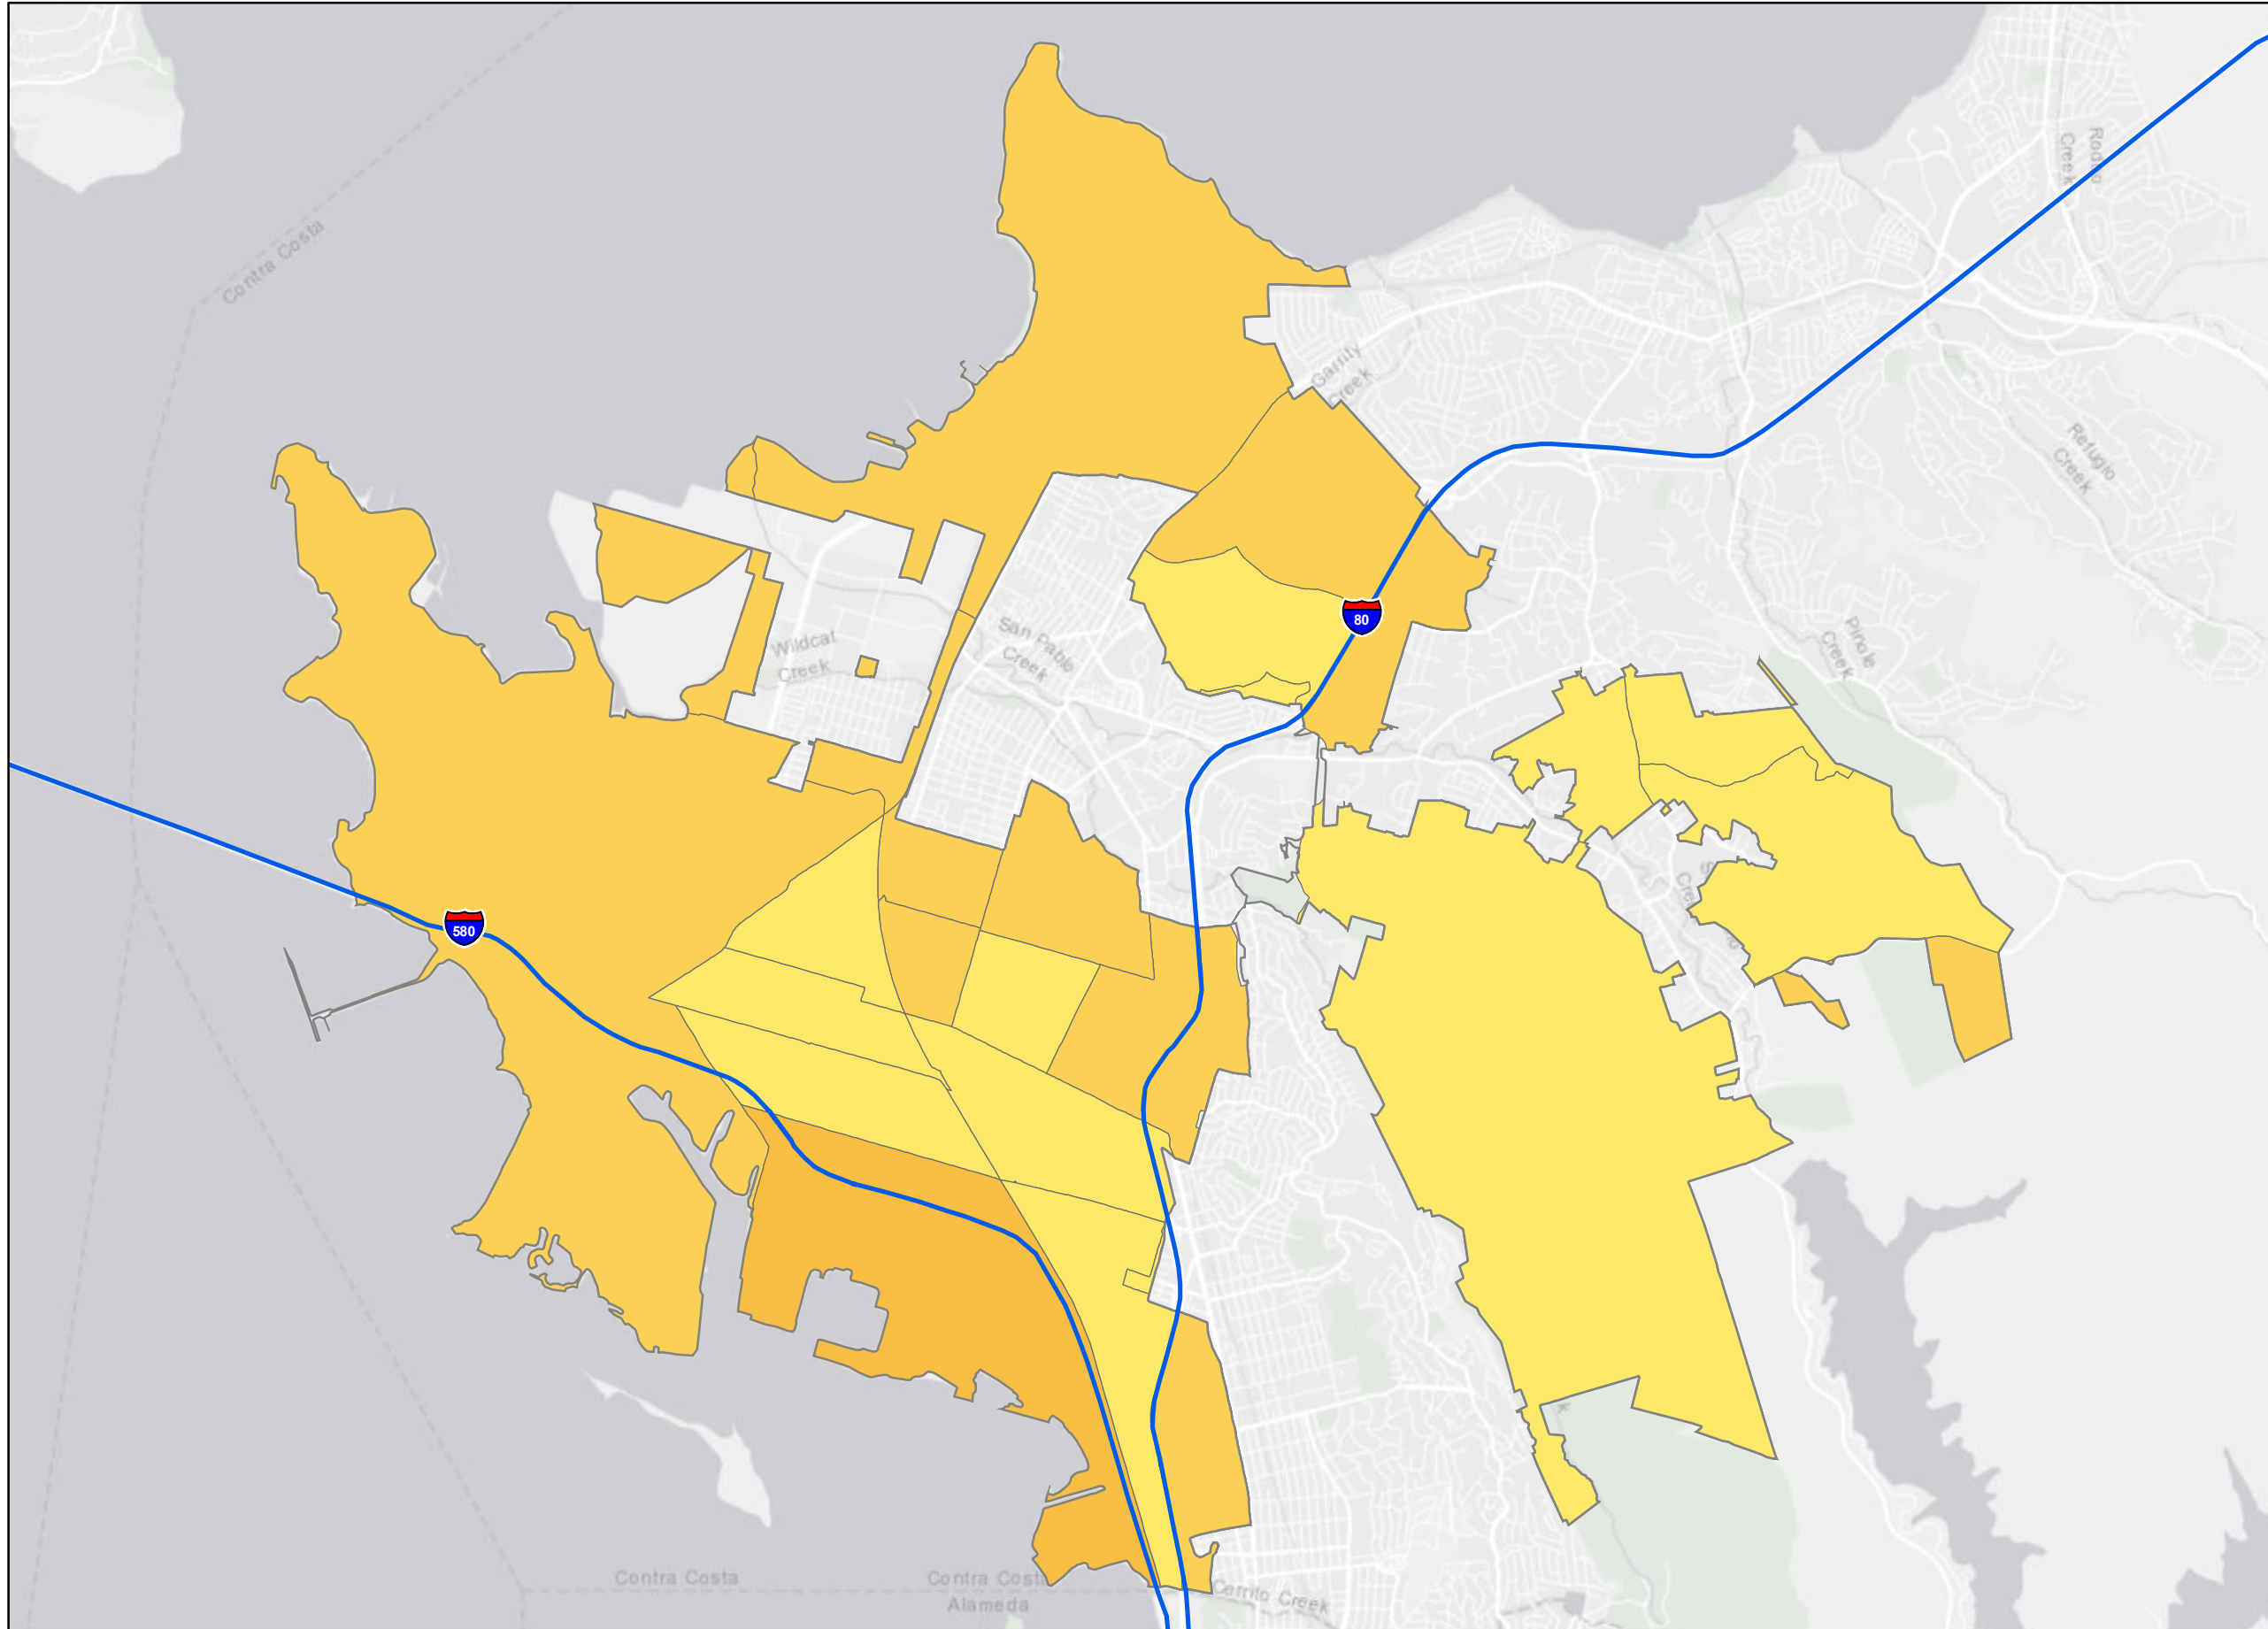 Contra Costa
Rodeo
Creek
Garrity
Creek
Refugio
Creek
80
Wildcat
Creek
San Pablo
Creek
Pinole
Creek
580
Contra Costa
Contra Costa
Alameda
Cerrito Creek